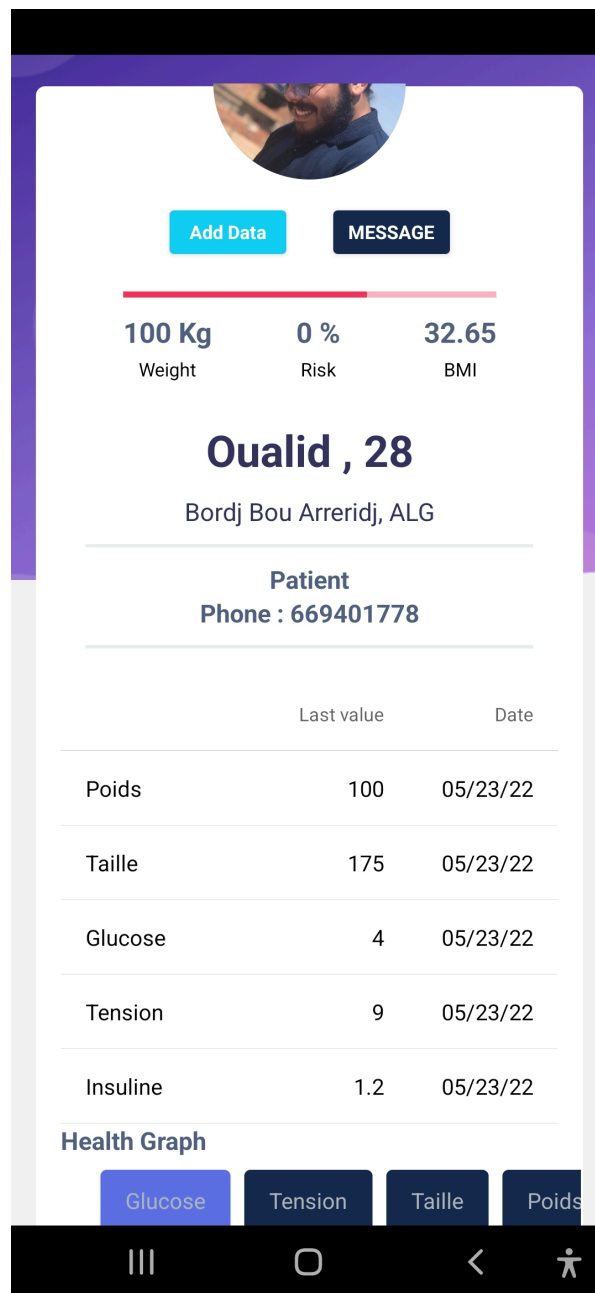 Add Data MESSAGE
100 Kg 0 % 32.65
Weight Risk BMI
Oualid , 28
Bordj Bou Arreridj, ALG
Patient
Phone : 669401778
Last value Date
Poids 100 05/23/22
Taille 175 05/23/22
Glucose 4 05/23/22
Tension 9 05/23/22
Insuline 1.2 05/23/22
Health Graph
Glucose Tension Taille Poids